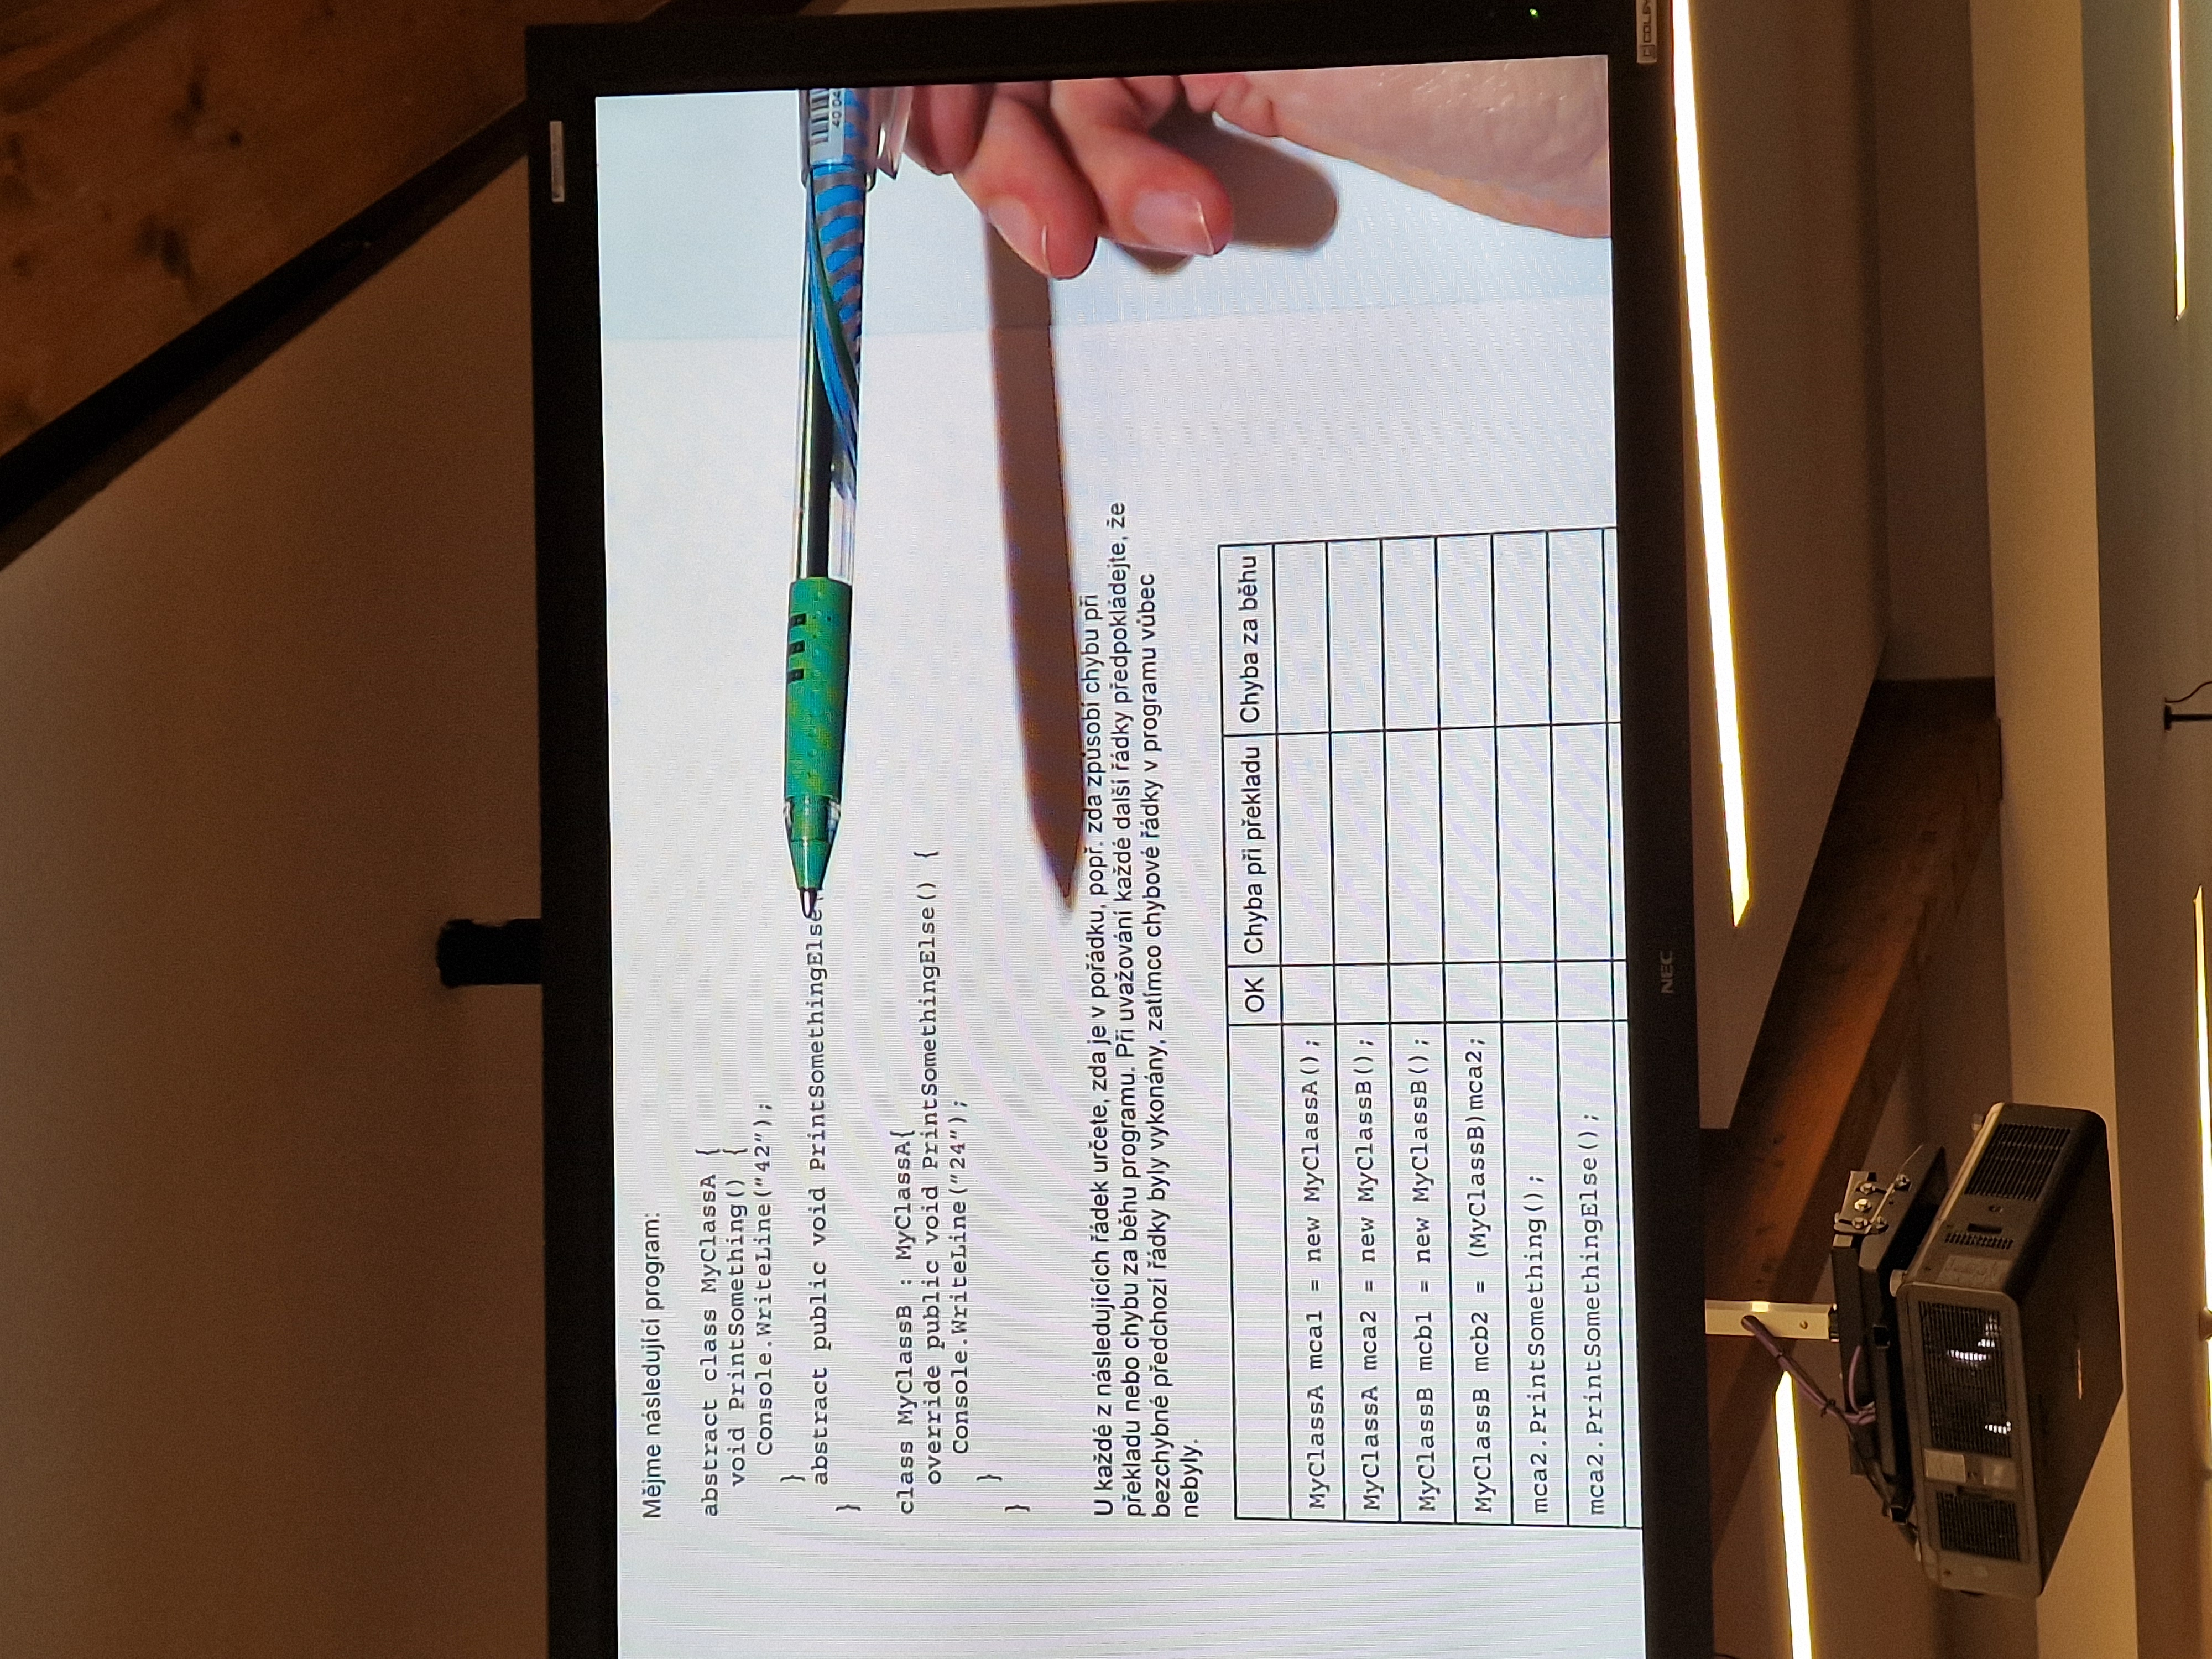 Mějme následující program:
abstract class MyClassA {
void PrintSomething() {
Console.WriteLine("42");
}
abstract public void PrintSomethingElse
}
class MyClassB : MyClassA{
override public void PrintSomethingElse() {
Console.WriteLine("24");
}
}
U každé z následujících řádek určete, zda je v pořádku, popř. zda způsobí chybu při
překladu nebo chybu za běhu programu. Při uvažování každé další řádky předpokládejte, že
bezchybné předchozí řádky byly vykonány, zatímco chybové řádky v programu vůbec
nebyly.
OK Chyba při překladu Chyba za běhu
MyClassA mca1 = new MyClassA();
MyClassA mca2 = new MyClassB();
MyClassB mcb1 = new MyClassB();
MyClassB mcb2 = (MyClassB)mca2;
mca2.PrintSomething();
mca2.PrintSomethingElse();
NEC